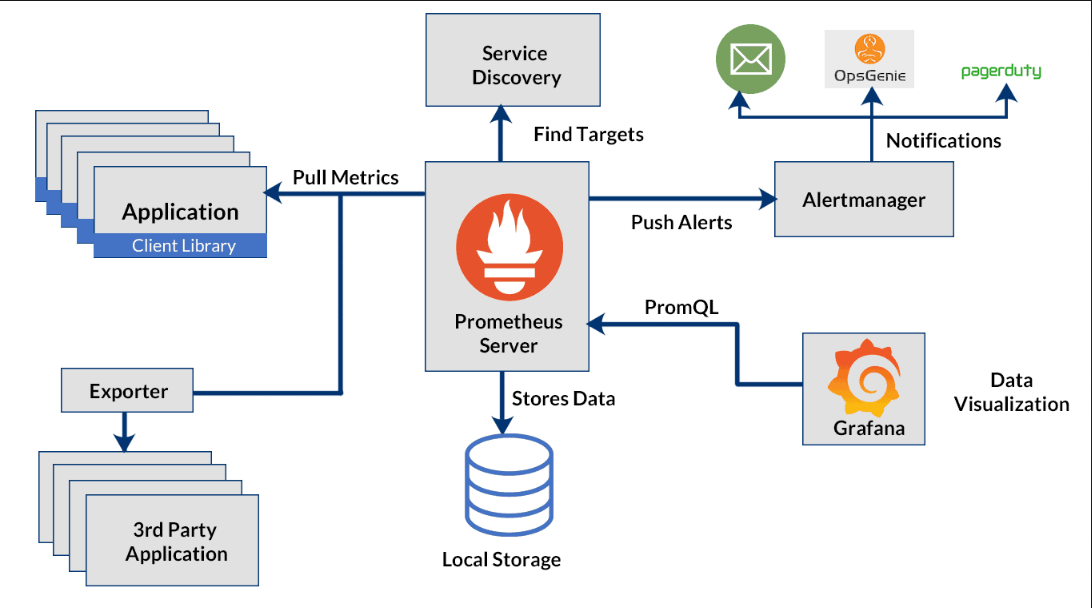 Service
Discovery
OpsGenie
pagerduty
Find Targets
Notifications
Pull Metrics
Application
Client Library
Push Alerts
Alertmanager
Prometheus
Server
PromQL
Exporter
Stores Data
Grafana
Data
Visualization
3rd Party
Application
Local Storage